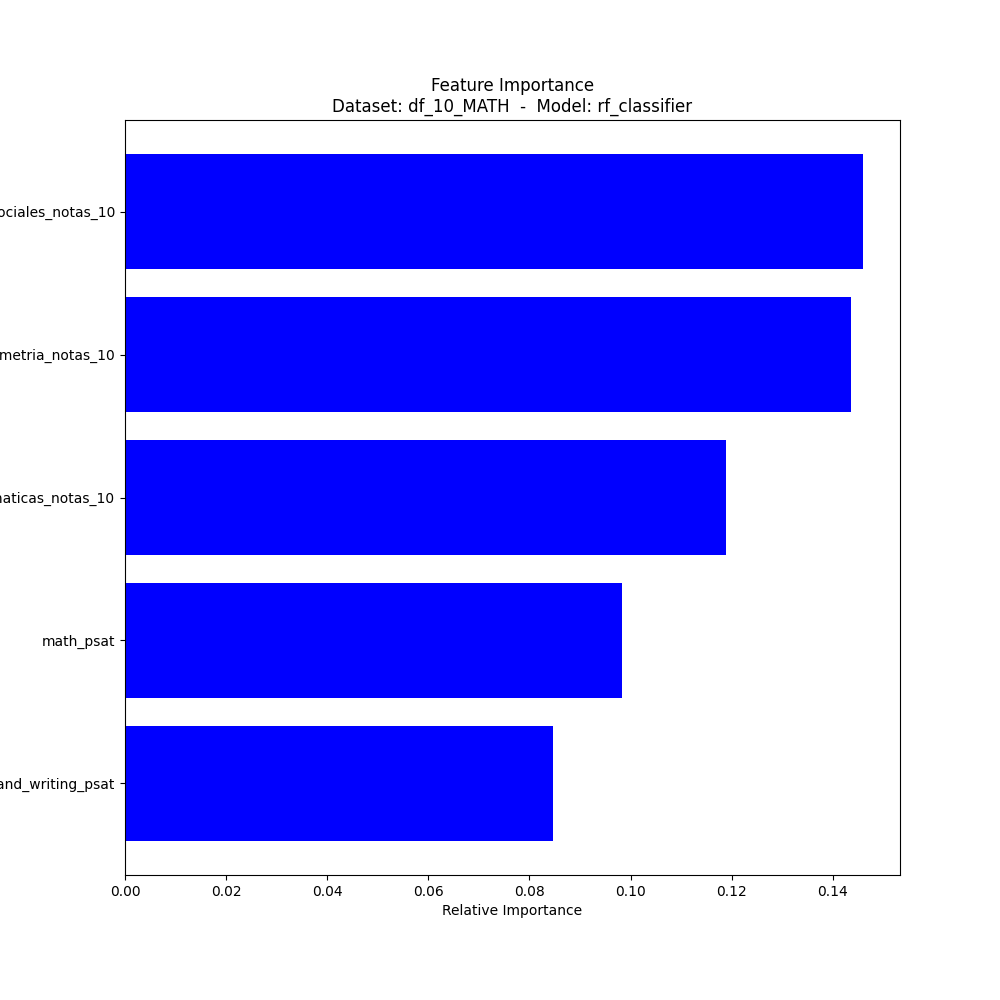 Feature Importance
Dataset: df_10_MATH - Model: rf_classifier
ociales_notas_10
metria_notas_10
naticas_notas_10
math_psat
and_writing_psat
0.00 0.02 0.04 0.06 0.08 0.10 0.12 0.14
Relative Importance